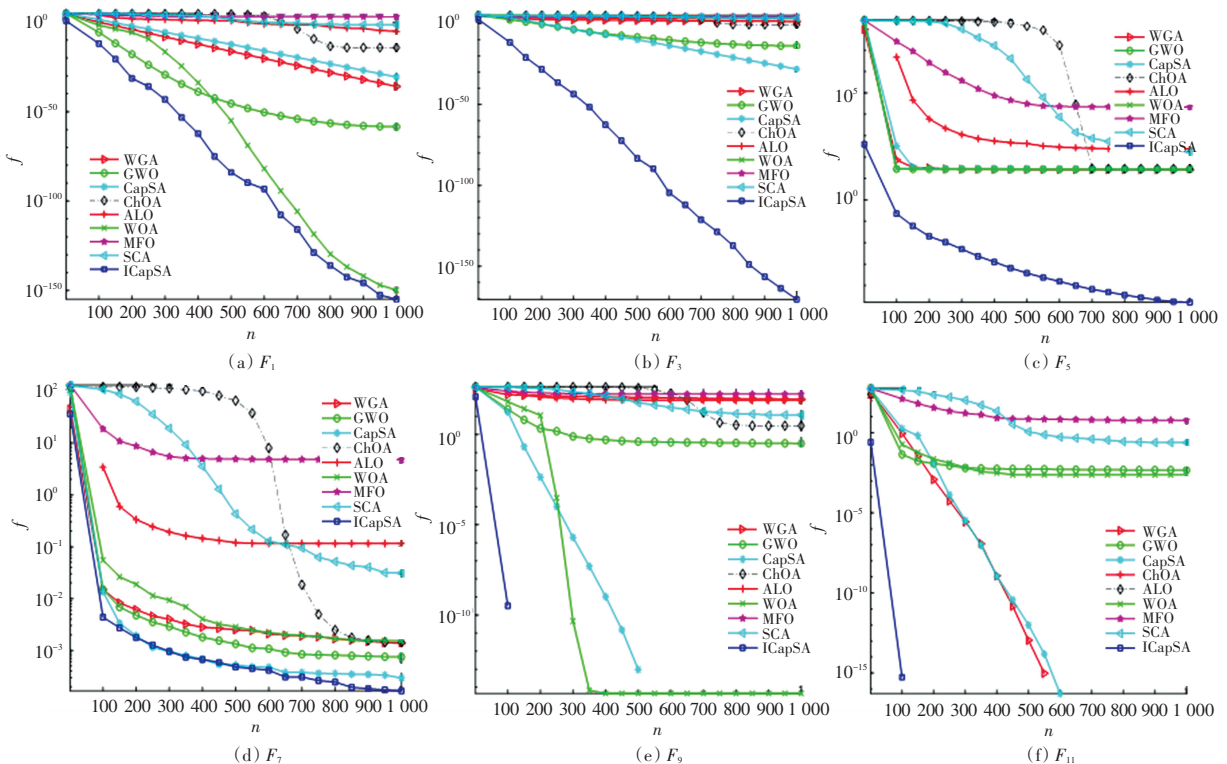 10^0
10^-50
10^-100
10^-150
f
WGA
GWO
CapSA
ChOA
ALO
WOA
MFO
SCA
ICapSA
100 200 300 400 500 600 700 800 900 1 000
n
(a) F₁
10^0
10^-50
10^-100
10^-150
f
WGA
GWO
CapSA
ChOA
ALO
WOA
MFO
SCA
ICapSA
100 200 300 400 500 600 700 800 900 1 000
n
(b) F₃
10^5
10^0
f
WGA
GWO
CapSA
ChOA
ALO
WOA
MFO
SCA
ICapSA
100 200 300 400 500 600 700 800 900 1 000
n
(c) F₅
10^2
10^1
10^0
10^-1
10^-2
10^-3
f
WGA
GWO
CapSA
ChOA
ALO
WOA
MFO
SCA
ICapSA
100 200 300 400 500 600 700 800 900 1 000
n
(d) F₇
10^0
10^-5
10^-10
f
WGA
GWO
CapSA
ChOA
ALO
WOA
MFO
SCA
ICapSA
100 200 300 400 500 600 700 800 900 1 000
n
(e) F₉
10^0
10^-5
10^-10
10^-15
f
WGA
GWO
CapSA
ChOA
ALO
WOA
MFO
SCA
ICapSA
100 200 300 400 500 600 700 800 900 1 000
n
(f) F₁₁